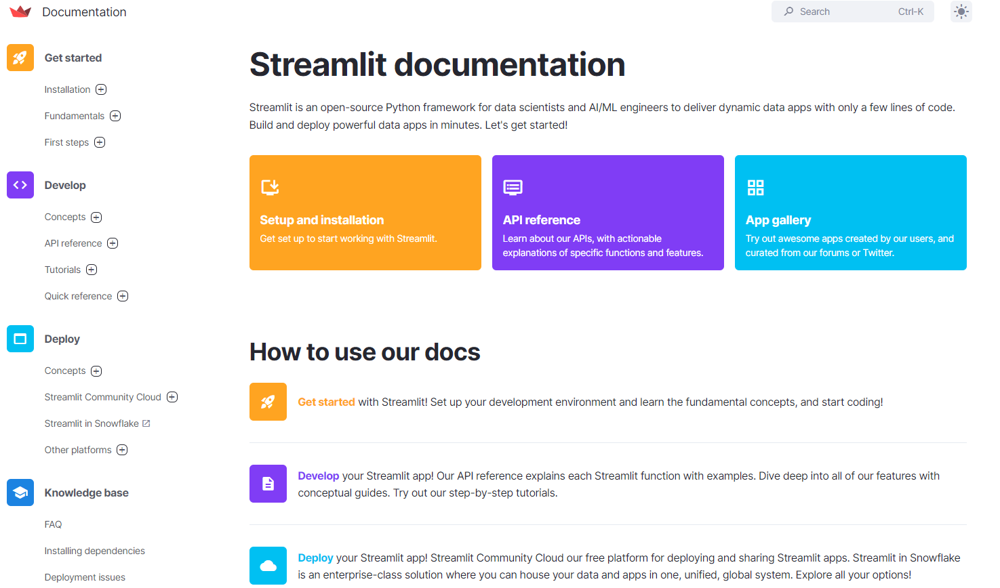 Documentation
Search Ctrl-K
Get started
Installation
Fundamentals
First steps
Develop
Concepts
API reference
Tutorials
Quick reference
Deploy
Concepts
Streamlit Community Cloud
Streamlit in Snowflake
Other platforms
Knowledge base
FAQ
Installing dependencies
Deployment issues
Streamlit documentation
Streamlit is an open-source Python framework for data scientists and AI/ML engineers to deliver dynamic data apps with only a few lines of code.
Build and deploy powerful data apps in minutes. Let's get started!
Setup and installation
Get set up to start working with Streamlit.
API reference
Learn about our APIs, with actionable
explanations of specific functions and features.
App gallery
Try out awesome apps created by our users, and
curated from our forums or Twitter.
How to use our docs
Get started with Streamlit! Set up your development environment and learn the fundamental concepts, and start coding!
Develop your Streamlit app! Our API reference explains each Streamlit function with examples. Dive deep into all of our features with
conceptual guides. Try out our step-by-step tutorials.
Deploy your Streamlit app! Streamlit Community Cloud our free platform for deploying and sharing Streamlit apps. Streamlit in Snowflake
is an enterprise-class solution where you can house your data and apps in one, unified, global system. Explore all your options!